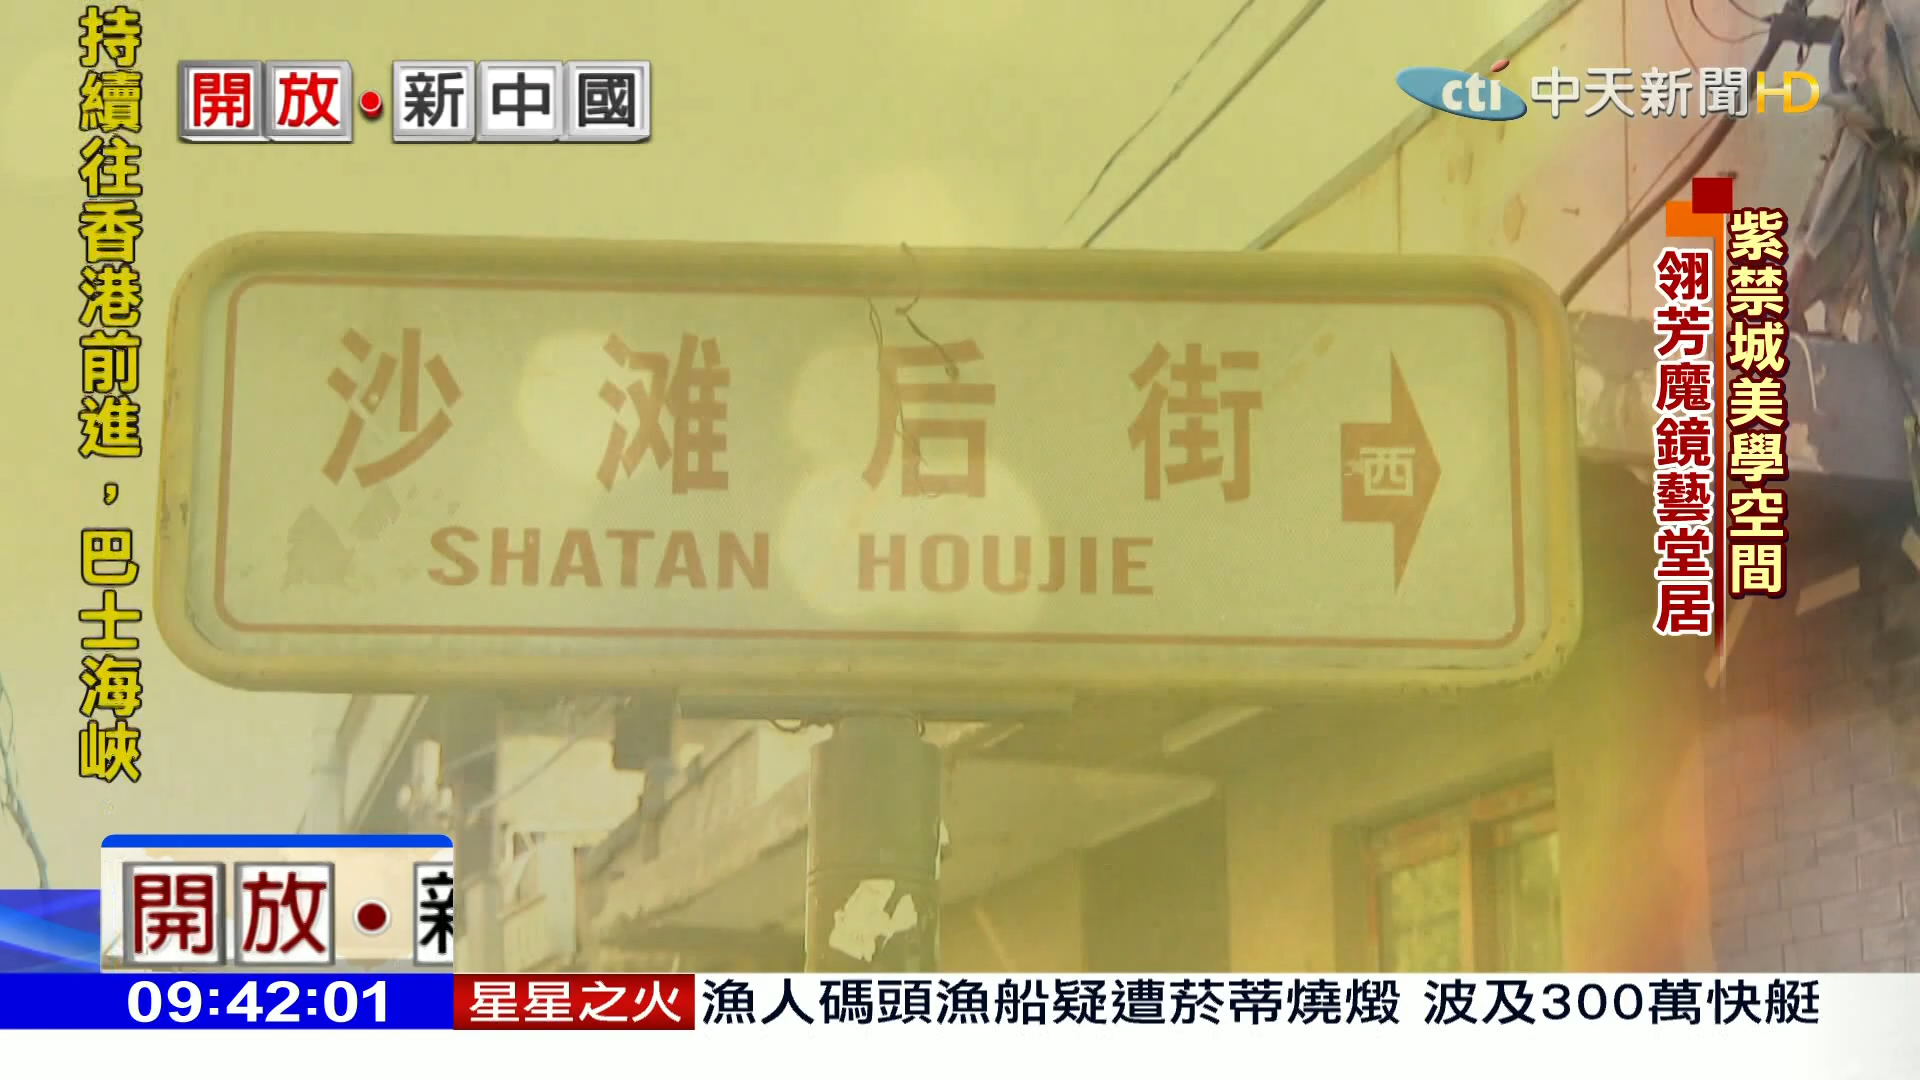 持續往香港前進，巴士海峽
開放·新中國
cti 中天新聞HD
紫禁城美學空間
翎芳魔鏡藝堂居
沙滩后街
西
SHATAN HOUJIE
開放·新
09:42:01
星星之火
漁人碼頭漁船疑遭菸蒂燒燬 波及300萬快艇